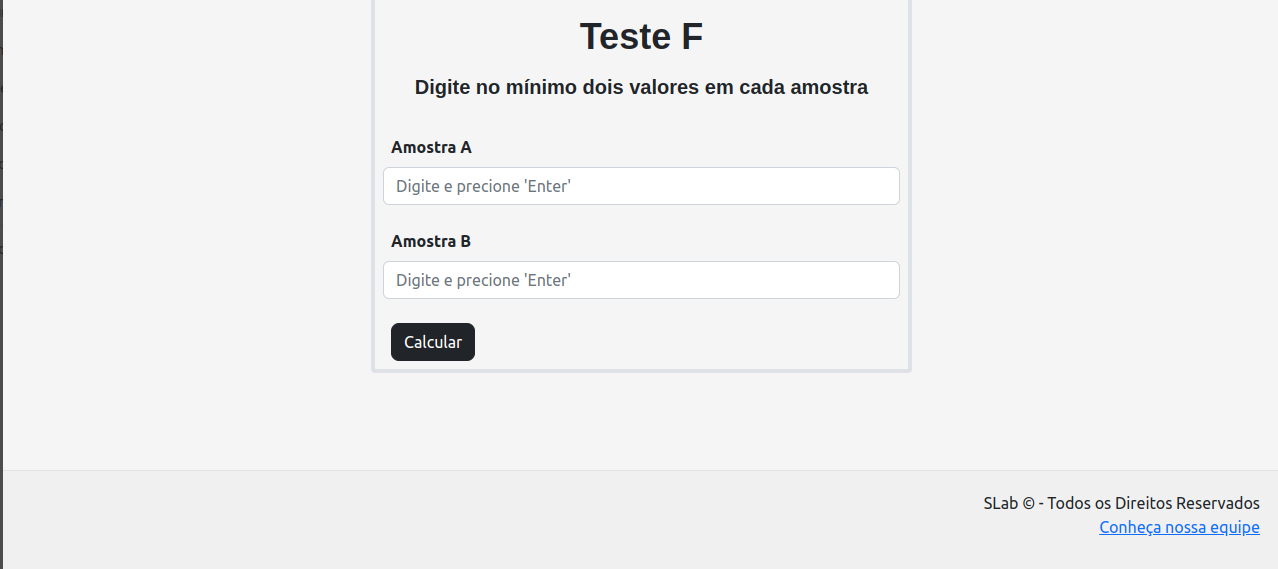 Teste F
Digite no mínimo dois valores em cada amostra
Amostra A
Digite e precione 'Enter'
Amostra B
Digite e precione 'Enter'
Calcular
SLab © - Todos os Direitos Reservados
Conheça nossa equipe